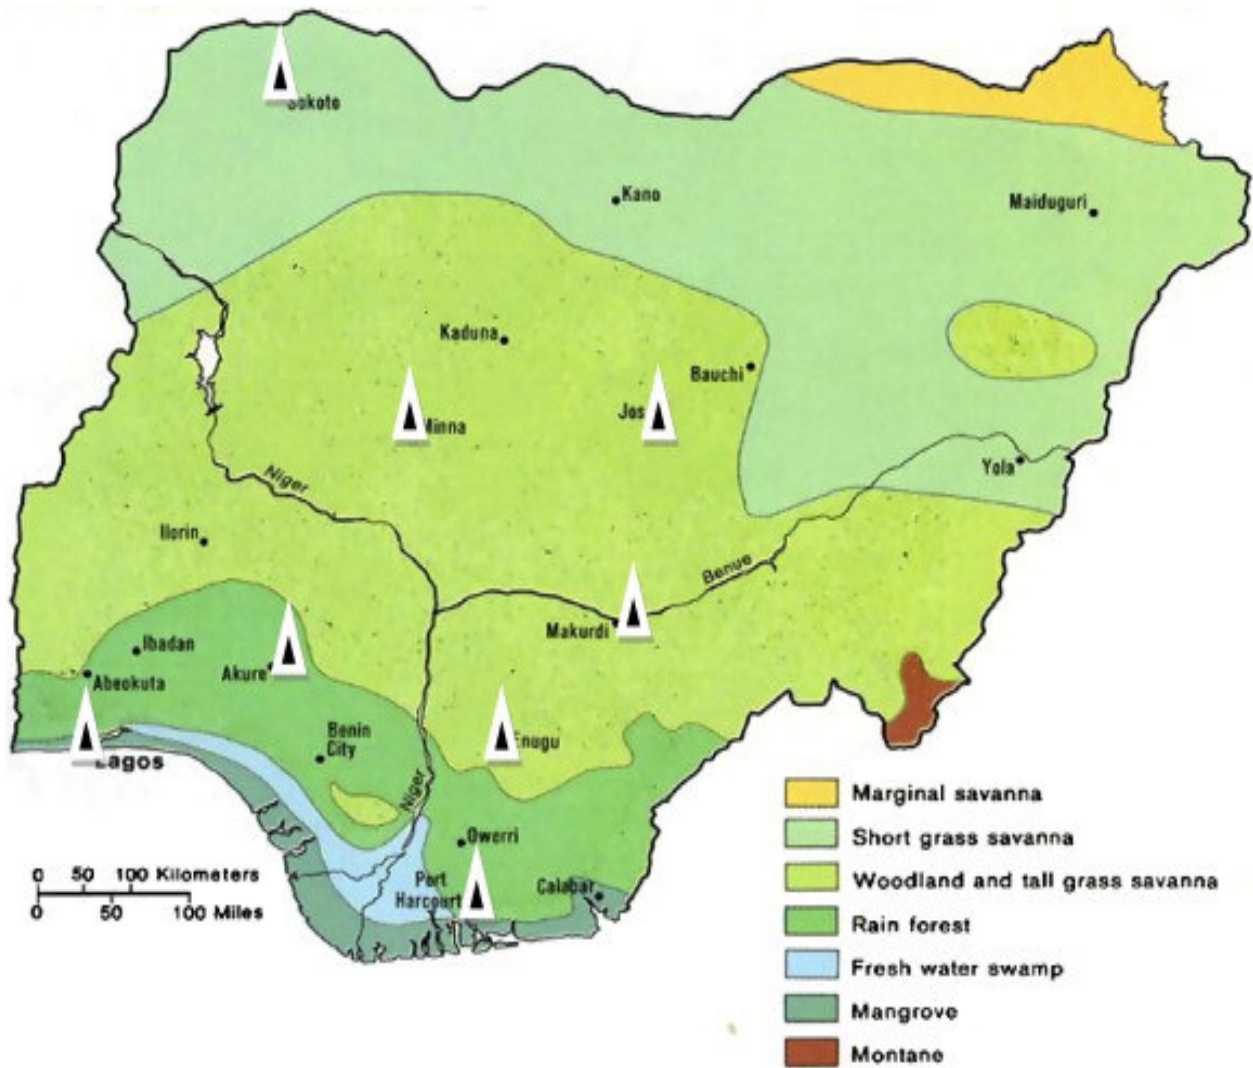 Sokoto
Kano
Maiduguri
Kaduna
Bauchi
Jos
Minna
Yola
Niger
Ilorin
Benue
Makurdi
Ibadan
Akure
Abeokuta
Benin
City
Enugu
Lagos
Niger
Owerri
Port
Harcourt
Calabar
0 50 100 Kilometers
0 50 100 Miles
Marginal savanna
Short grass savanna
Woodland and tall grass savanna
Rain forest
Fresh water swamp
Mangrove
Montane